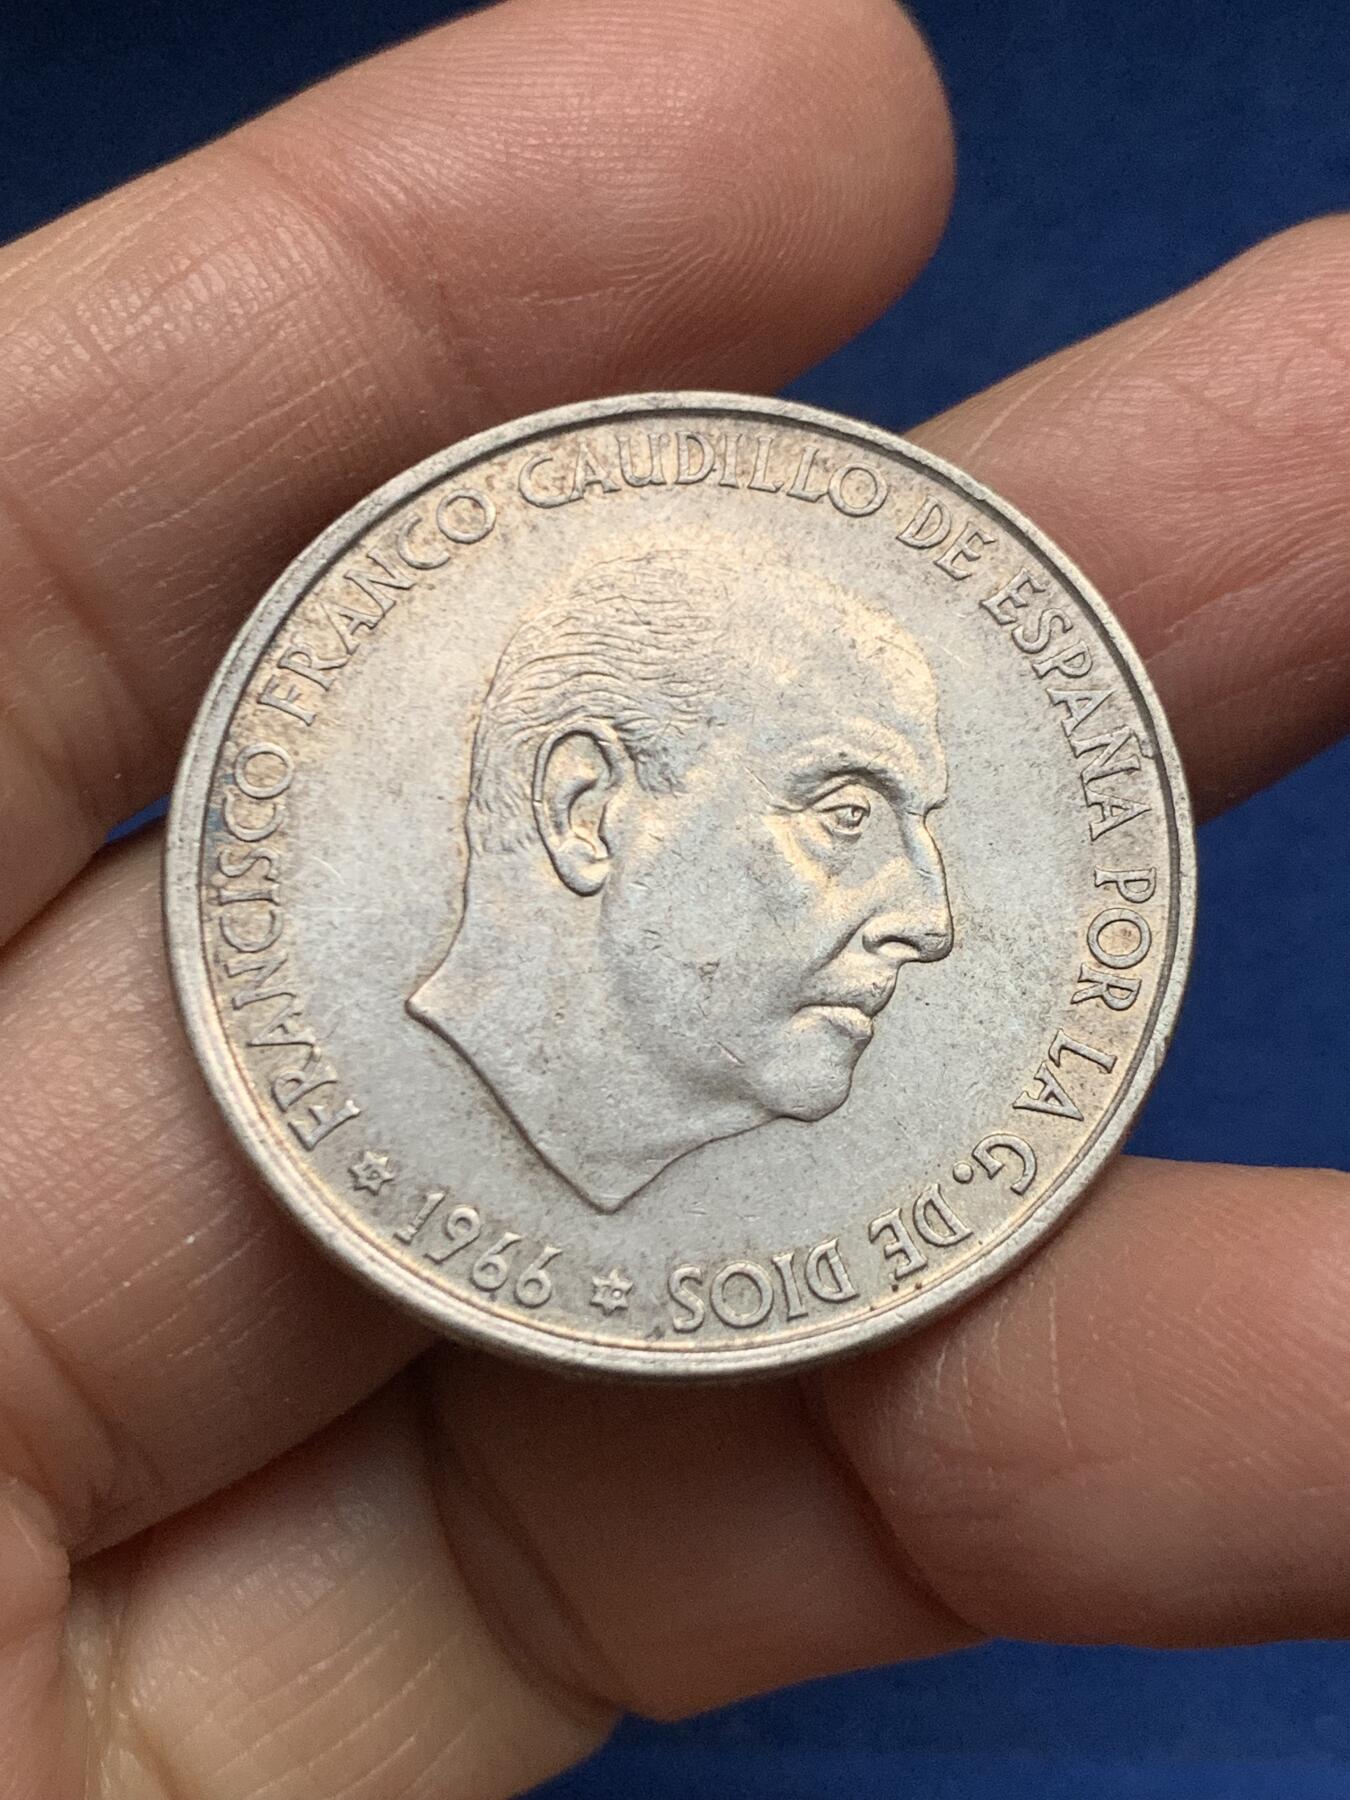 FRANCISCO FRANCO CAUDILLO DE ESPAÑA POR LA G. DE DIOS
1966